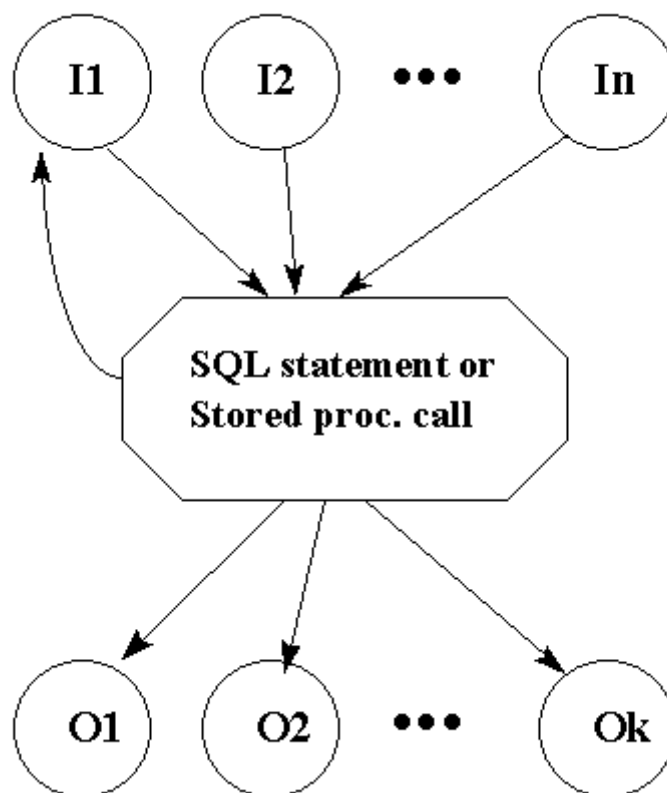 I1 I2 ••• In
SQL statement or
Stored proc. call
O1 O2 ••• Ok